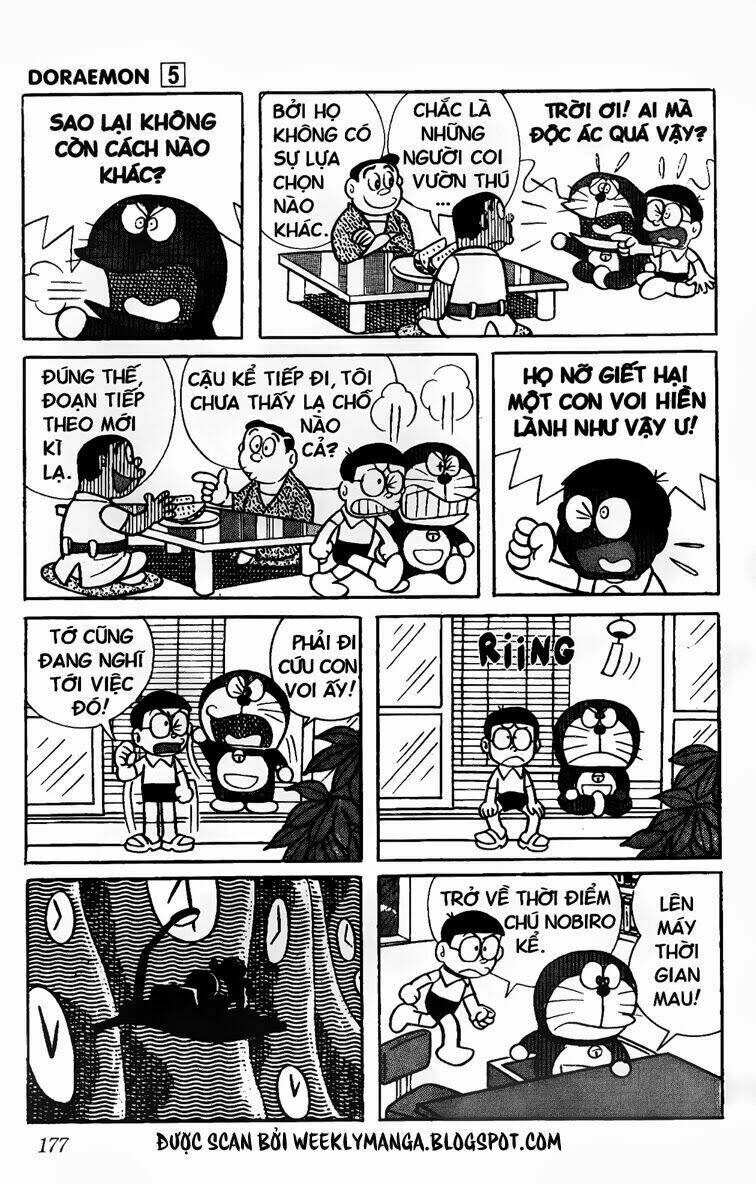 DORAEMON 5
TRỜI ƠI! AI MÀ
ĐỘC ÁC QUÁ VẬY?
CHẮC LÀ
NHỮNG
NGƯỜI COI
VƯỜN THÚ
...
BỞI HỌ
KHÔNG CÓ
SỰ LỰA
CHỌN
NÀO
KHÁC.
SAO LẠI KHÔNG
CÒN CÁCH NÀO
KHÁC?
HỌ NỠ GIẾT HẠI
MỘT CON VOI HIỀN
LÀNH NHƯ VẬY Ư!
CẬU KỂ TIẾP ĐI, TÔI
CHƯA THẤY LẠ CHỖ
NÀO
CẢ?
ĐÚNG THẾ,
ĐOẠN TIẾP
THEO MỚI
KÌ
LẠ.
RIING
PHẢI ĐI
CỨU CON
VOI ẤY!
TỚ CŨNG
ĐANG NGHĨ
TỚI VIỆC
ĐÓ!
LÊN
MÁY
THỜI
GIAN
MAU!
TRỞ VỀ THỜI ĐIỂM
CHÚ NOBIRO
KỂ.
177
ĐƯỢC SCAN BỞI WEEKLYMANGA.BLOGSPOT.COM